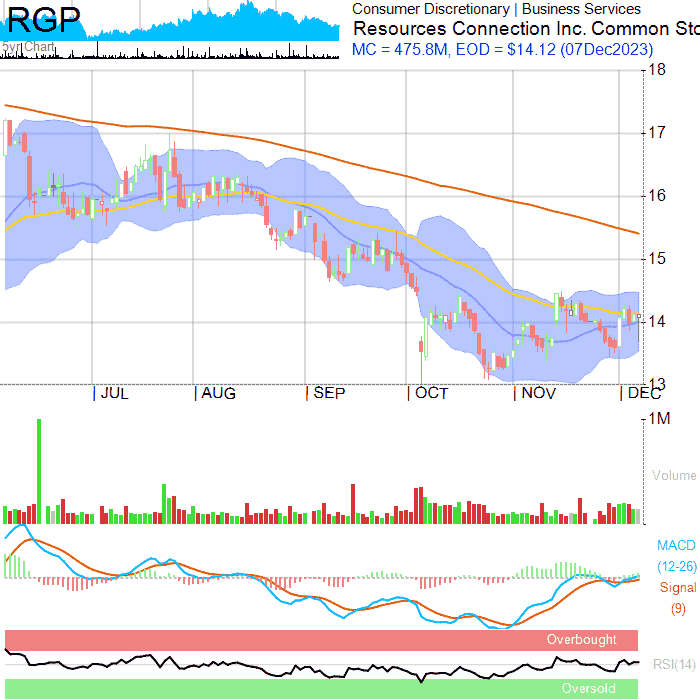 RGP
5yr Chart
Consumer Discretionary | Business Services
Resources Connection Inc. Common Sto
MC = 475.8M, EOD = $14.12 (07Dec2023)
18
17
16
15
14
13
JUL AUG SEP OCT NOV DEC
1M
Volume
MACD
(12-26)
Signal
(9)
Overbought
RSI(14)
Oversold